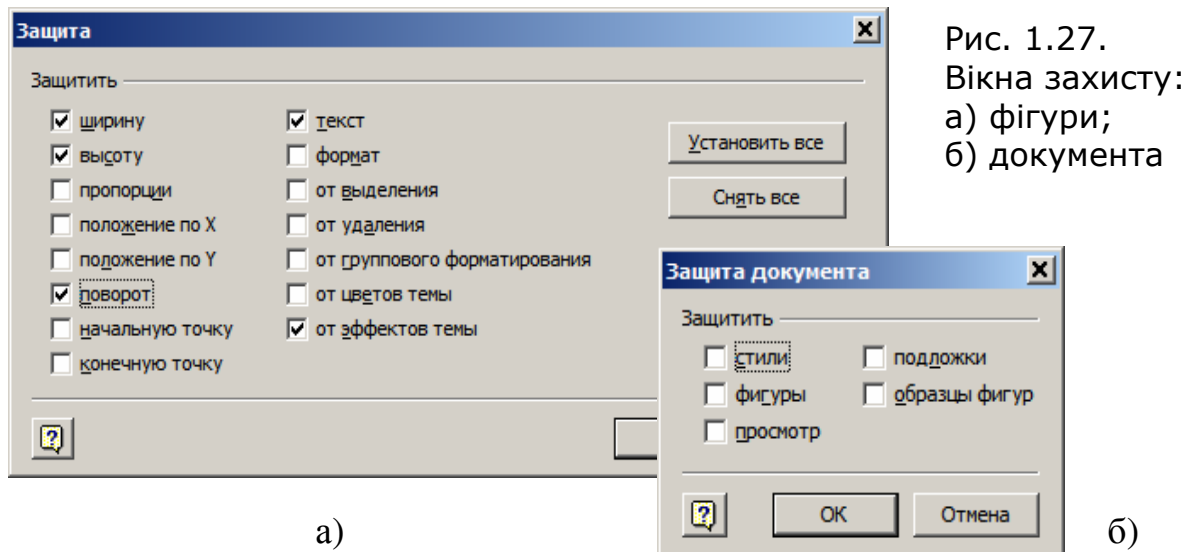 Защита
Защитить
ширину
высоту
пропорции
положение по X
положение по Y
поворот
начальную точку
конечную точку
текст
формат
от выделения
от удаления
от группового форматирования
от цветов темы
от эффектов темы
Установить все
Снять все
Рис. 1.27.
Вікна захисту:
а) фігури;
б) документа
Защита документа
Защитить
стили
фигуры
просмотр
подложки
образцы фигур
ОК
Отмена
а)
б)